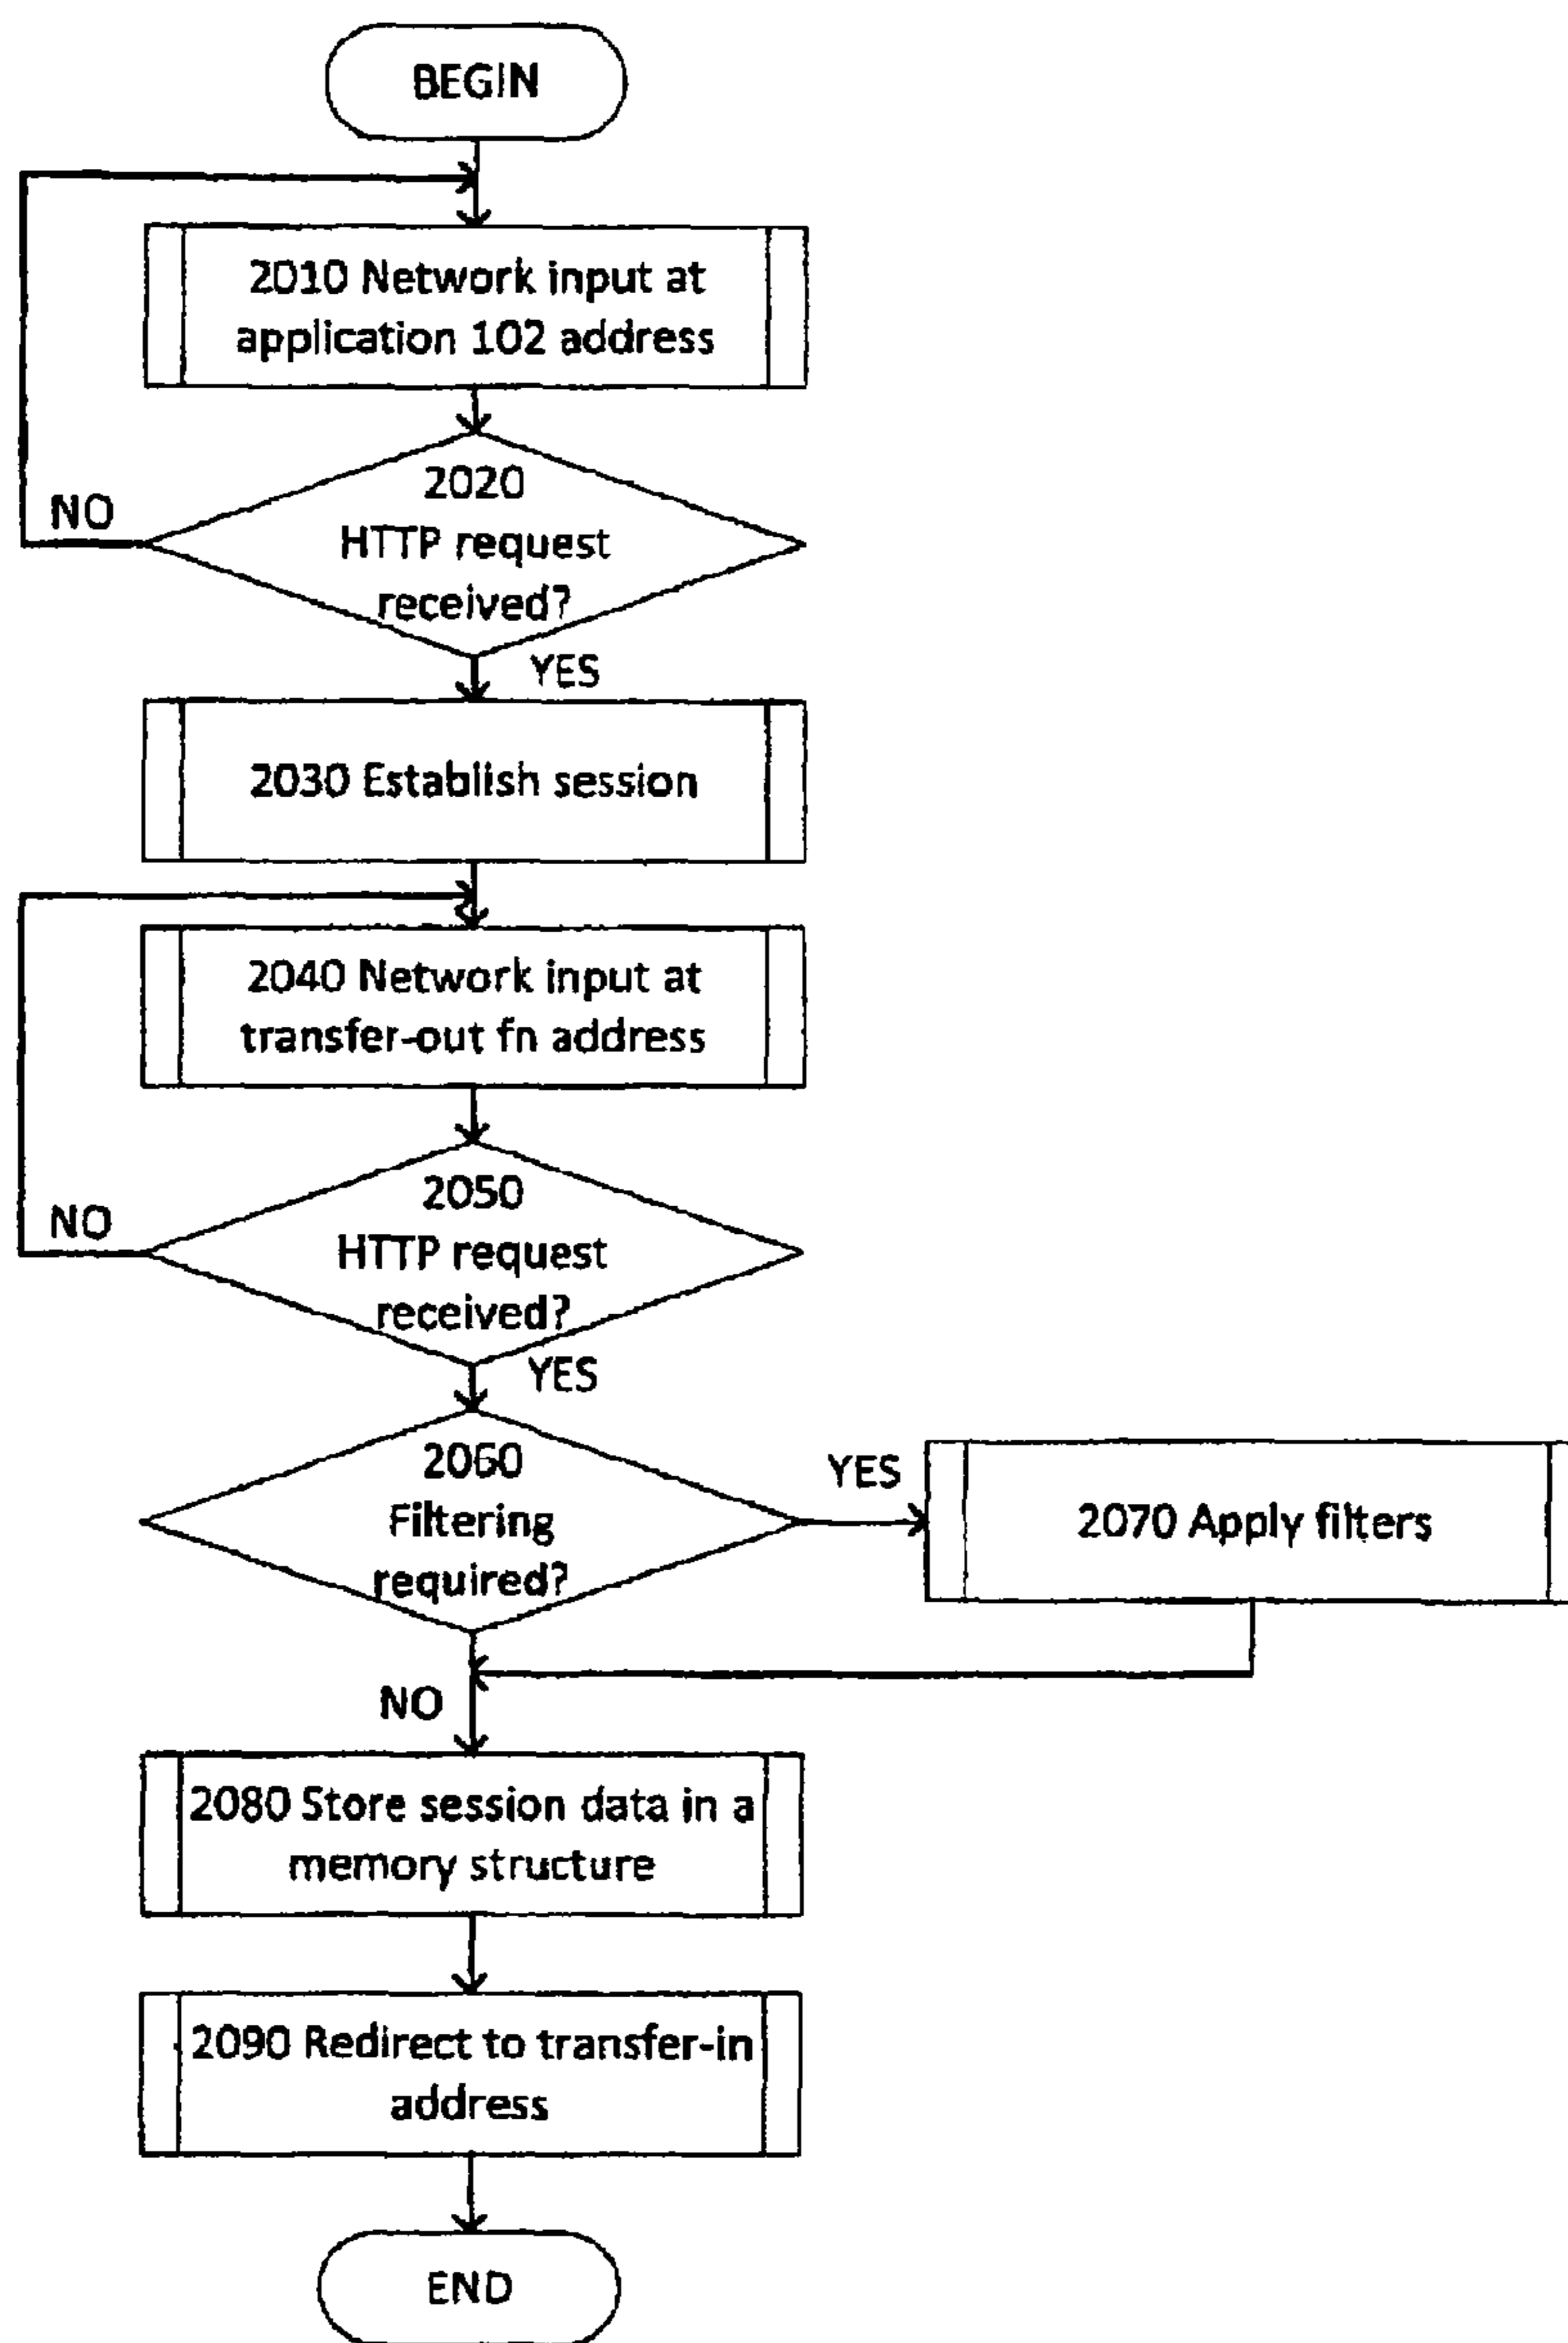 BEGIN
2010 Network input at
application 102 address
2020
HTTP request
received?
NO
YES
2030 Establish session
2040 Network input at
transfer-out fn address
2050
HTTP request
received?
NO
YES
2060
Filtering
required?
YES
2070 Apply filters
NO
2080 Store session data in a
memory structure
2090 Redirect to transfer-in
address
END